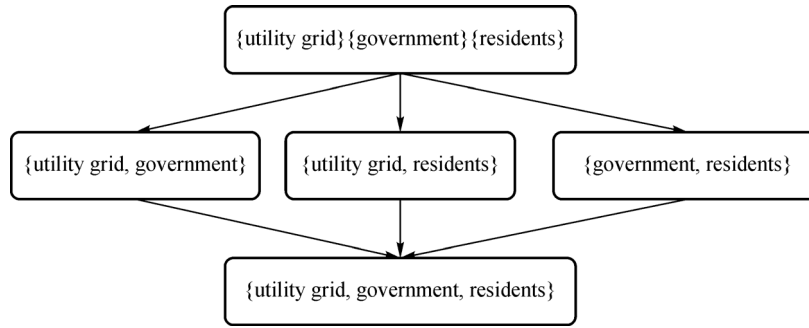 {utility grid}{government}{residents}
{utility grid, government}
{utility grid, residents}
{government, residents}
{utility grid, government, residents}